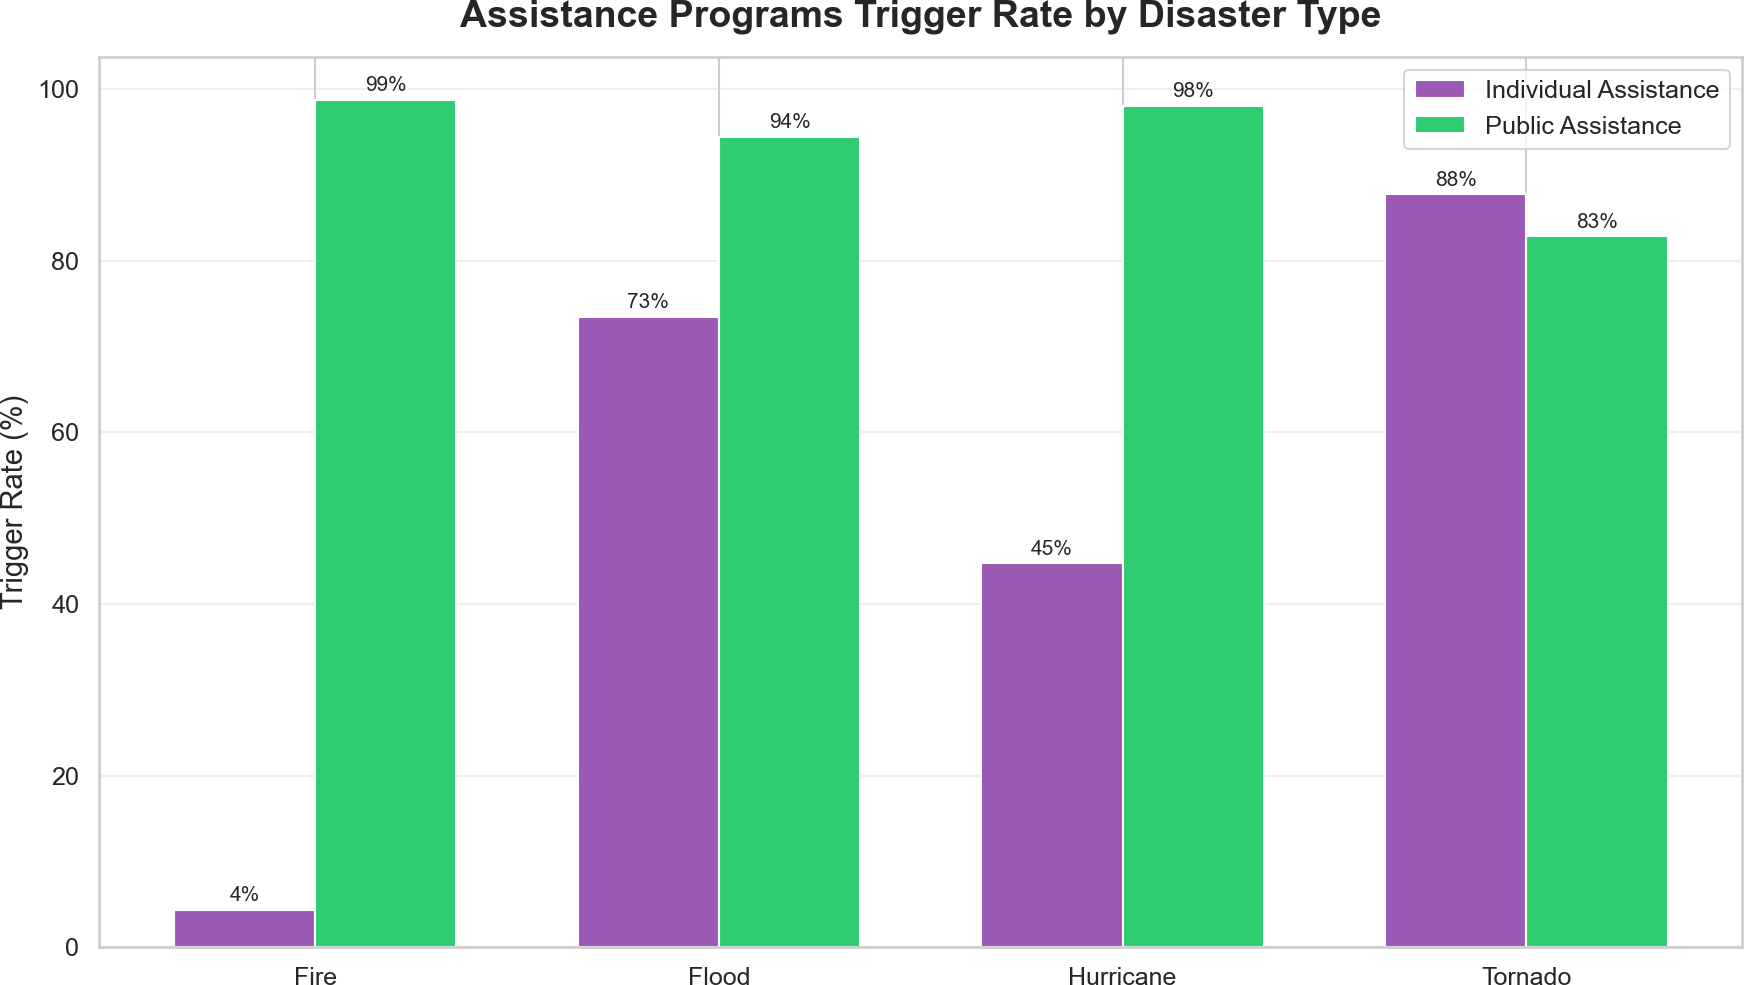 Assistance Programs Trigger Rate by Disaster Type
Individual Assistance
Public Assistance
Trigger Rate (%)
100
80
60
40
20
0
4%
99%
73%
94%
45%
98%
88%
83%
Fire
Flood
Hurricane
Tornado